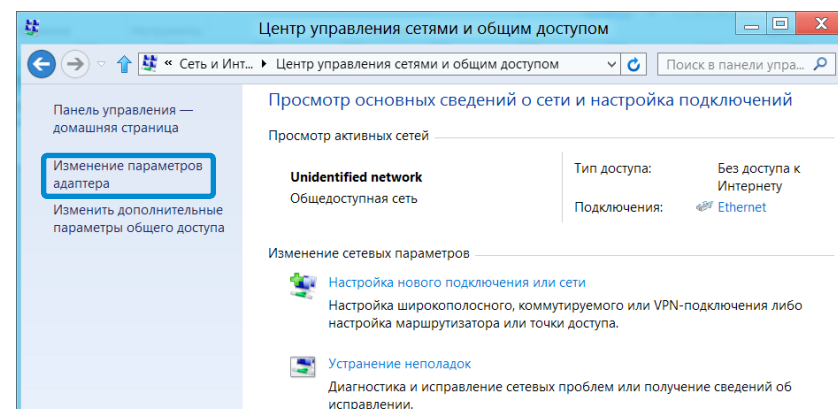 Центр управления сетями и общим доступом
« Сеть и Инт... ▸ Центр управления сетями и общим доступом
Поиск в панели упра...
Панель управления —
домашняя страница
Изменение параметров
адаптера
Изменить дополнительные
параметры общего доступа
Просмотр основных сведений о сети и настройка подключений
Просмотр активных сетей
Unidentified network
Общедоступная сеть
Тип доступа: Без доступа к
Интернету
Подключения: Ethernet
Изменение сетевых параметров
Настройка нового подключения или сети
Настройка широкополосного, коммутируемого или VPN-подключения либо
настройка маршрутизатора или точки доступа.
Устранение неполадок
Диагностика и исправление сетевых проблем или получение сведений об
исправлении.